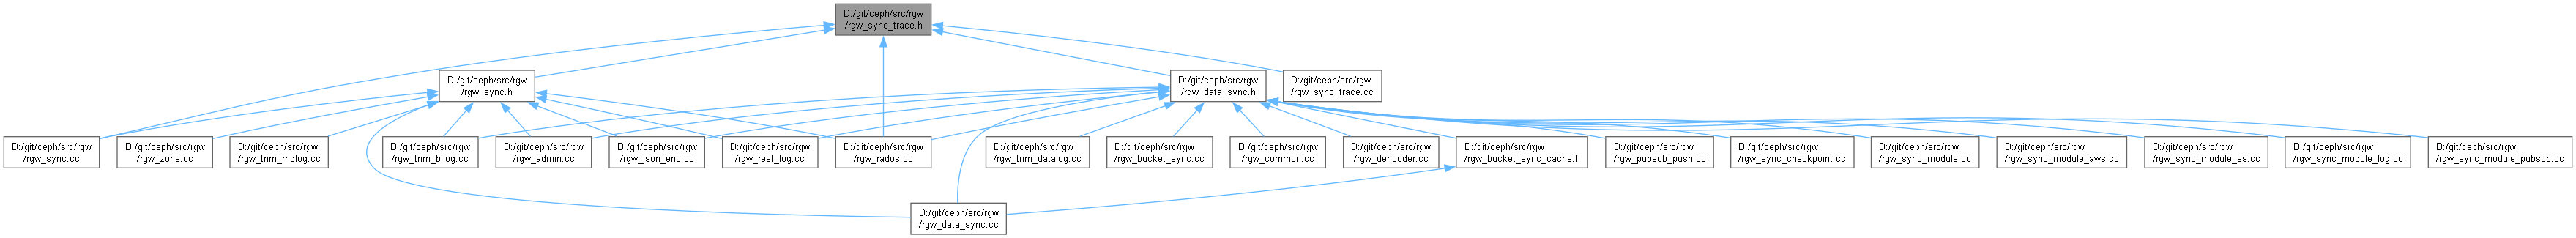 D:/git/ceph/src/rgw
/rgw_sync_trace.h
D:/git/ceph/src/rgw
/rgw_sync.h
D:/git/ceph/src/rgw
/rgw_data_sync.h
D:/git/ceph/src/rgw
/rgw_sync_trace.cc
D:/git/ceph/src/rgw
/rgw_sync.cc
D:/git/ceph/src/rgw
/rgw_zone.cc
D:/git/ceph/src/rgw
/rgw_trim_mdlog.cc
D:/git/ceph/src/rgw
/rgw_trim_bilog.cc
D:/git/ceph/src/rgw
/rgw_admin.cc
D:/git/ceph/src/rgw
/rgw_json_enc.cc
D:/git/ceph/src/rgw
/rgw_rest_log.cc
D:/git/ceph/src/rgw
/rgw_rados.cc
D:/git/ceph/src/rgw
/rgw_trim_datalog.cc
D:/git/ceph/src/rgw
/rgw_bucket_sync.cc
D:/git/ceph/src/rgw
/rgw_common.cc
D:/git/ceph/src/rgw
/rgw_dencoder.cc
D:/git/ceph/src/rgw
/rgw_bucket_sync_cache.h
D:/git/ceph/src/rgw
/rgw_pubsub_push.cc
D:/git/ceph/src/rgw
/rgw_sync_checkpoint.cc
D:/git/ceph/src/rgw
/rgw_sync_module.cc
D:/git/ceph/src/rgw
/rgw_sync_module_aws.cc
D:/git/ceph/src/rgw
/rgw_sync_module_es.cc
D:/git/ceph/src/rgw
/rgw_sync_module_log.cc
D:/git/ceph/src/rgw
/rgw_sync_module_pubsub.cc
D:/git/ceph/src/rgw
/rgw_data_sync.cc